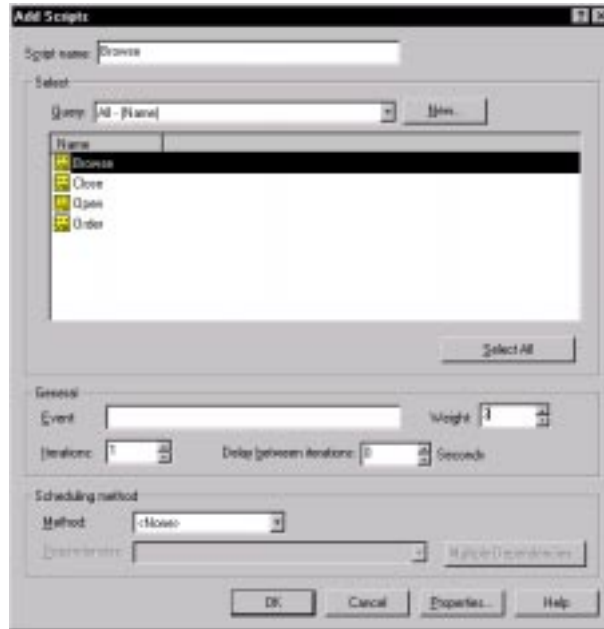 Add Scripts
Script name: Browse
Select
Query: All - (Name) New...
Name
Browse
Close
Open
Order
Select All
General
Event Weight:
Iterations: 1 Delay between iterations: 0 Seconds
Scheduling method
Method: <None>
Multiple Dependencies
OK Cancel Properties... Help